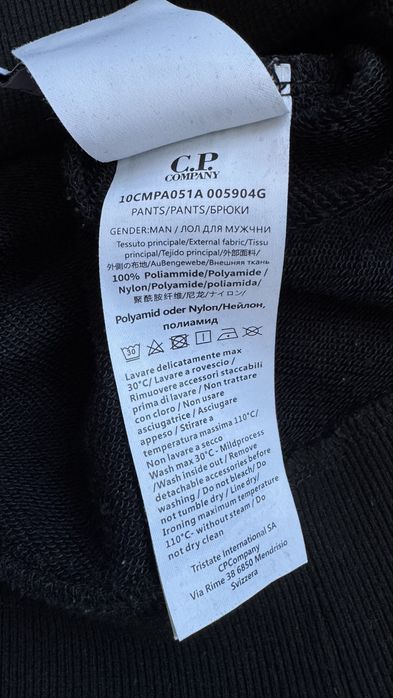 C.P.
COMPANY
10CMPA051A 005904G
PANTS/PANTS/БРЮКИ
GENDER:MAN / ЛОЛ ДЛЯ МУЖЧНИ
Tessuto principale/External fabric/Tissu
principal/Tejido principal/外部面料/
外側の布地/AuBengewebe/Внешняя ткань
100% Poliammide/Polyamide /
Nylon/Polyamide/poliamida/
聚酰胺纤维/尼龙/ナイロン/
Polyamid oder Nylon/Нейлон,
полиамид
30
Lavare delicatamente max
30°C/ Lavare a rovescio /
Rimuovere accessori staccabili
prima di lavare / Non trattare
con cloro / Non usare
asciugatrice / Asciugare
appeso / Stirare a
temperatura massima 110°C/
Non lavare a secco
Wash max 30°C- Mildprocess
/Wash inside out / Remove
detachable accessories before
washing / Do not bleach/ Do
not tumble dry / Line dry/
Ironing maximum temperature
110°C- without steam / Do
not dry clean
Tristate International SA
CPCompany
Via Rime 38 6850 Mendrisio
Svizzera